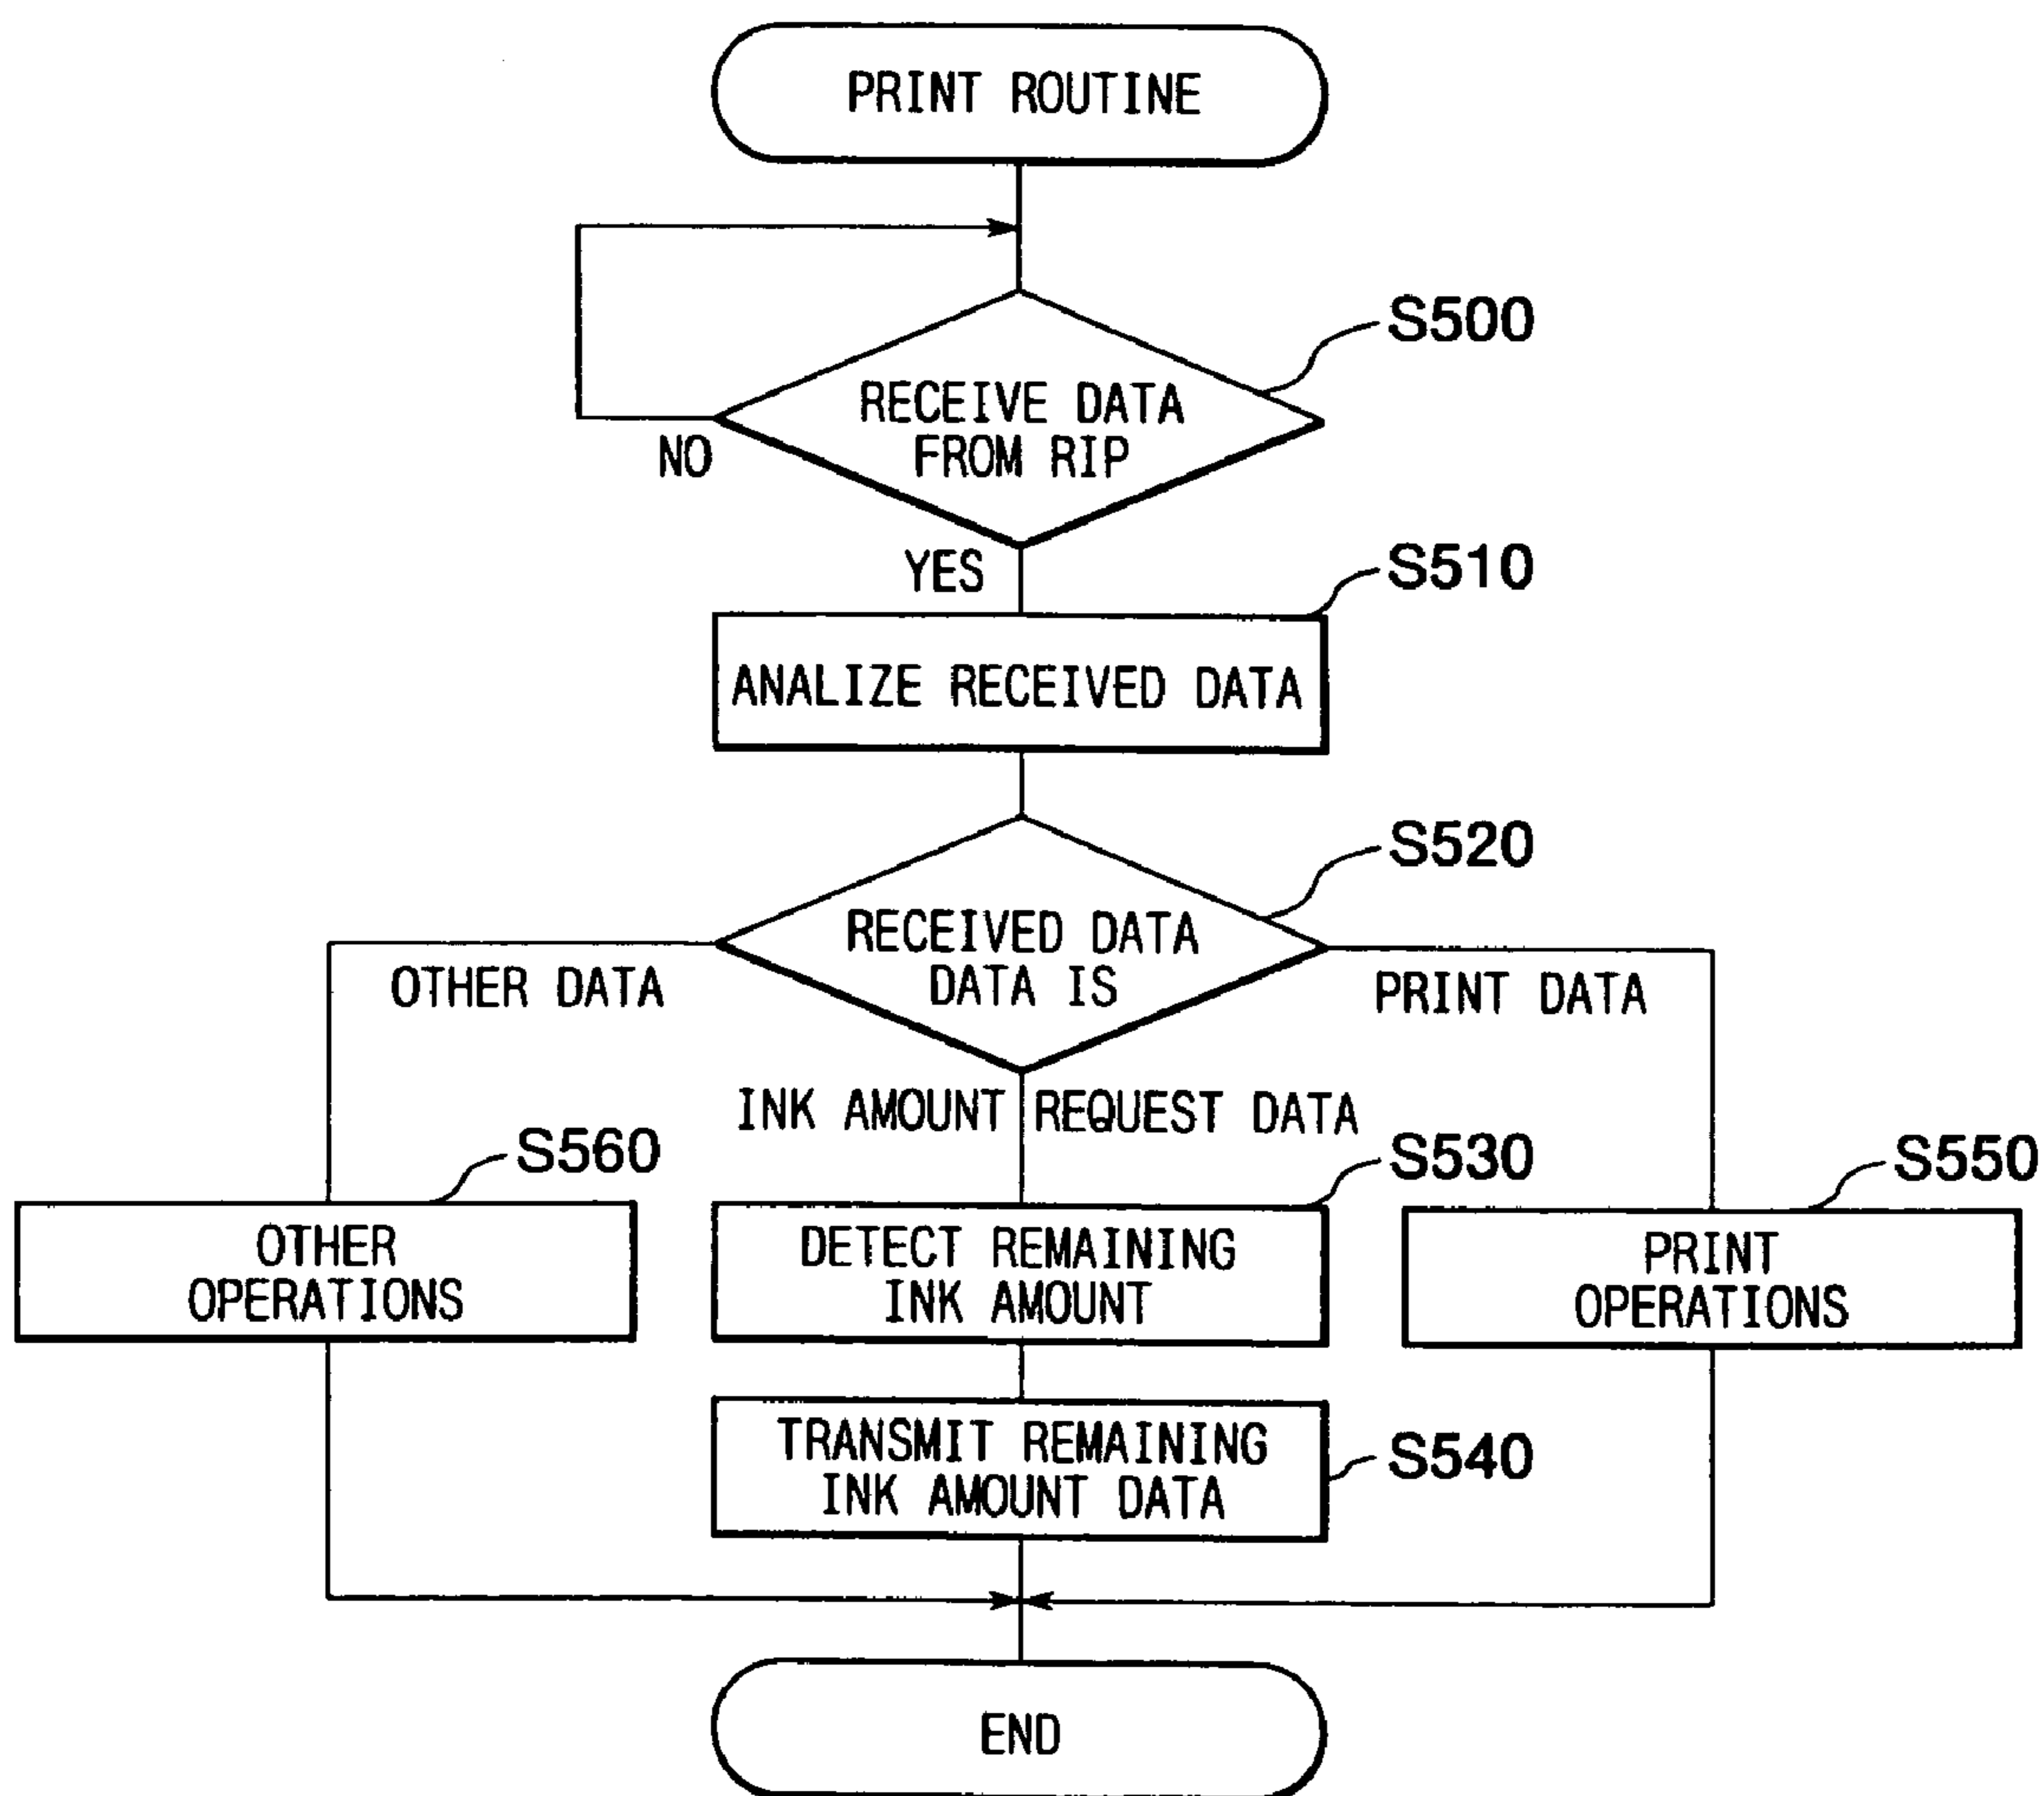 PRINT ROUTINE
S500
RECEIVE DATA
FROM RIP
NO
YES
S510
ANALIZE RECEIVED DATA
S520
RECEIVED DATA
DATA IS
OTHER DATA
PRINT DATA
INK AMOUNT REQUEST DATA
S560
S530
S550
OTHER
OPERATIONS
DETECT REMAINING
INK AMOUNT
PRINT
OPERATIONS
TRANSMIT REMAINING
INK AMOUNT DATA
S540
END